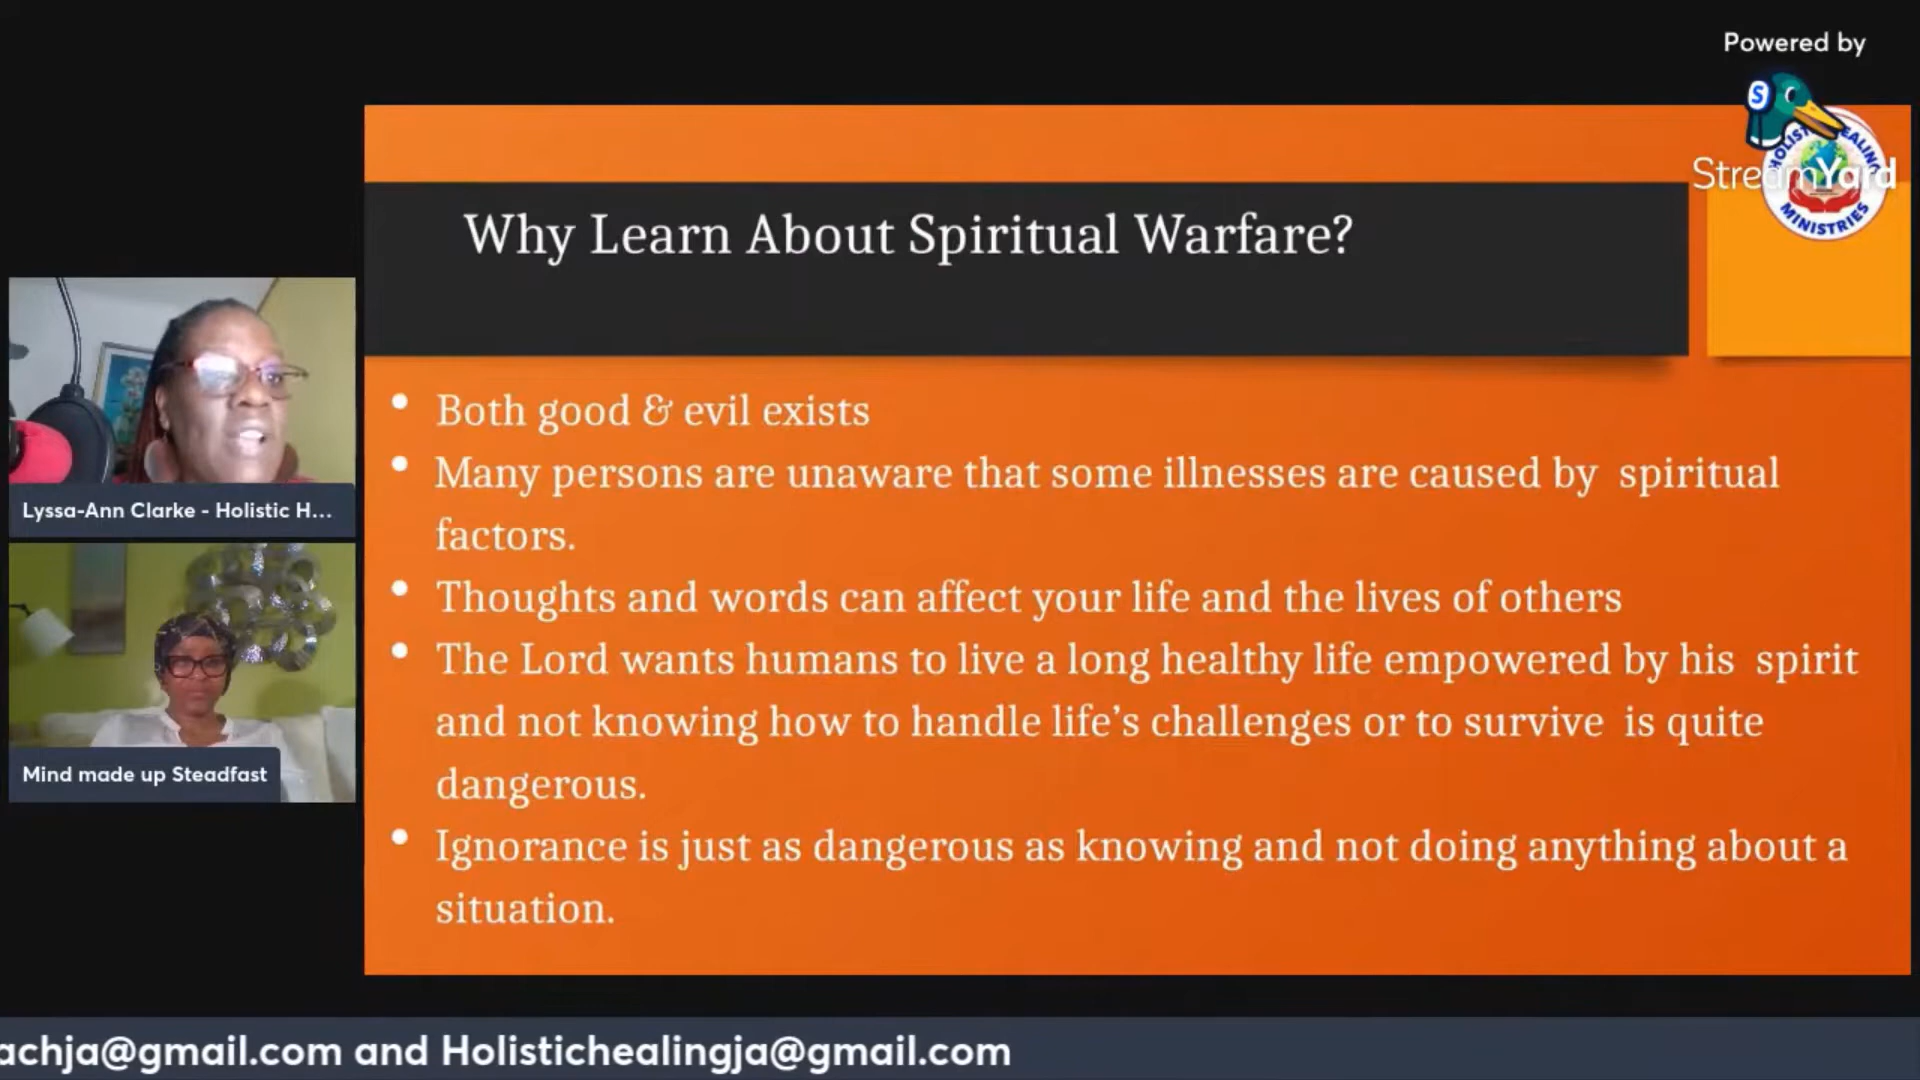 Powered by
StreamYard
HOLISTIC HEALING
MINISTRIES
Why Learn About Spiritual Warfare?
• Both good & evil exists
• Many persons are unaware that some illnesses are caused by spiritual
factors.
• Thoughts and words can affect your life and the lives of others
• The Lord wants humans to live a long healthy life empowered by his spirit
and not knowing how to handle life’s challenges or to survive is quite
dangerous.
• Ignorance is just as dangerous as knowing and not doing anything about a
situation.
Lyssa-Ann Clarke - Holistic H...
Mind made up Steadfast
achja@gmail.com and Holistichealingja@gmail.com